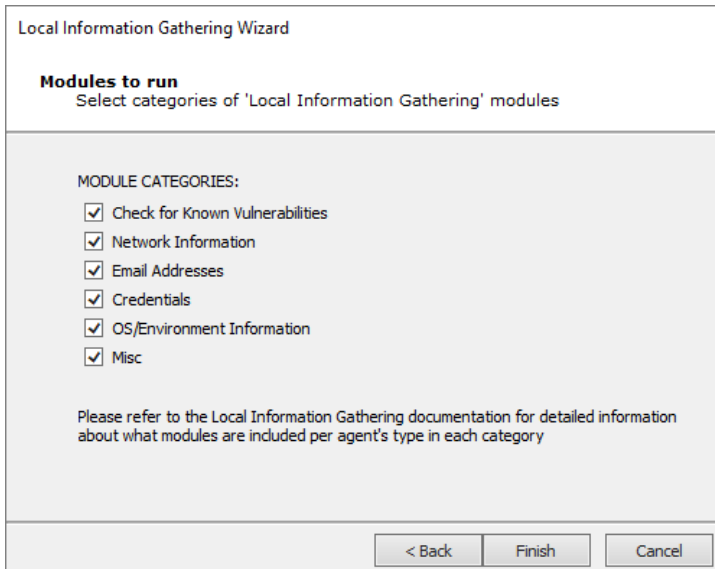 Local Information Gathering Wizard
Modules to run
Select categories of 'Local Information Gathering' modules
MODULE CATEGORIES:
Check for Known Vulnerabilities
Network Information
Email Addresses
Credentials
OS/Environment Information
Misc
Please refer to the Local Information Gathering documentation for detailed information
about what modules are included per agent's type in each category
< Back Finish Cancel